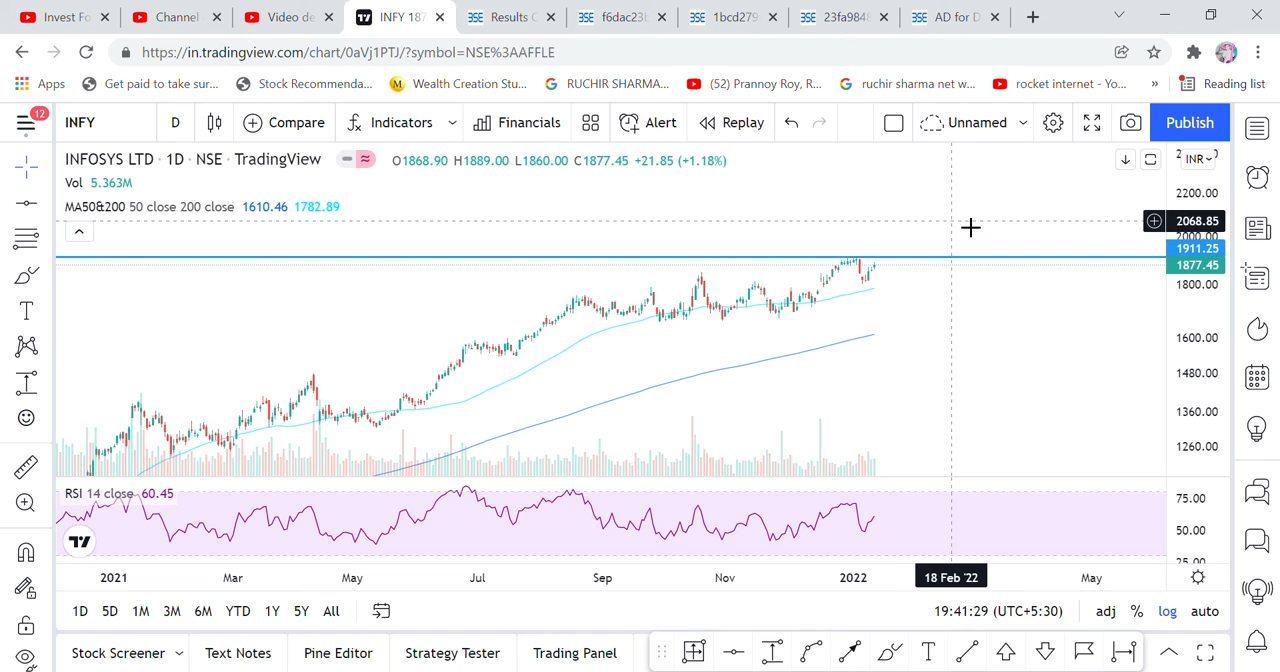 Invest Fo
Channel
Video de
INFY 187
Results C
f6dac23b
1bcd279
23fa984
AD for D
https://in.tradingview.com/chart/0aVj1PTJ/?symbol=NSE%3AAFFLE
Apps
Get paid to take sur...
Stock Recommenda...
Wealth Creation Stu...
RUCHIR SHARMA...
(52) Prannoy Roy, R...
ruchir sharma net w...
rocket internet - Yo...
»
Reading list
12
INFY
D
Compare
Indicators
Financials
Alert
Replay
Unnamed
Publish
INFOSYS LTD · 1D · NSE · TradingView
O1868.90 H1889.00 L1860.00 C1877.45 +21.85 (+1.18%)
INR
Vol 5.363M
MA50&200 50 close 200 close 1610.46 1782.89
2200.00
2068.85
2000.00
1911.25
1877.45
1800.00
1600.00
1480.00
1360.00
1260.00
RSI 14 close 60.45
75.00
50.00
25.00
2021 Mar May Jul Sep Nov 2022 18 Feb '22 May
1D 5D 1M 3M 6M YTD 1Y 5Y All
19:41:29 (UTC+5:30)
adj % log auto
Stock Screener
Text Notes
Pine Editor
Strategy Tester
Trading Panel